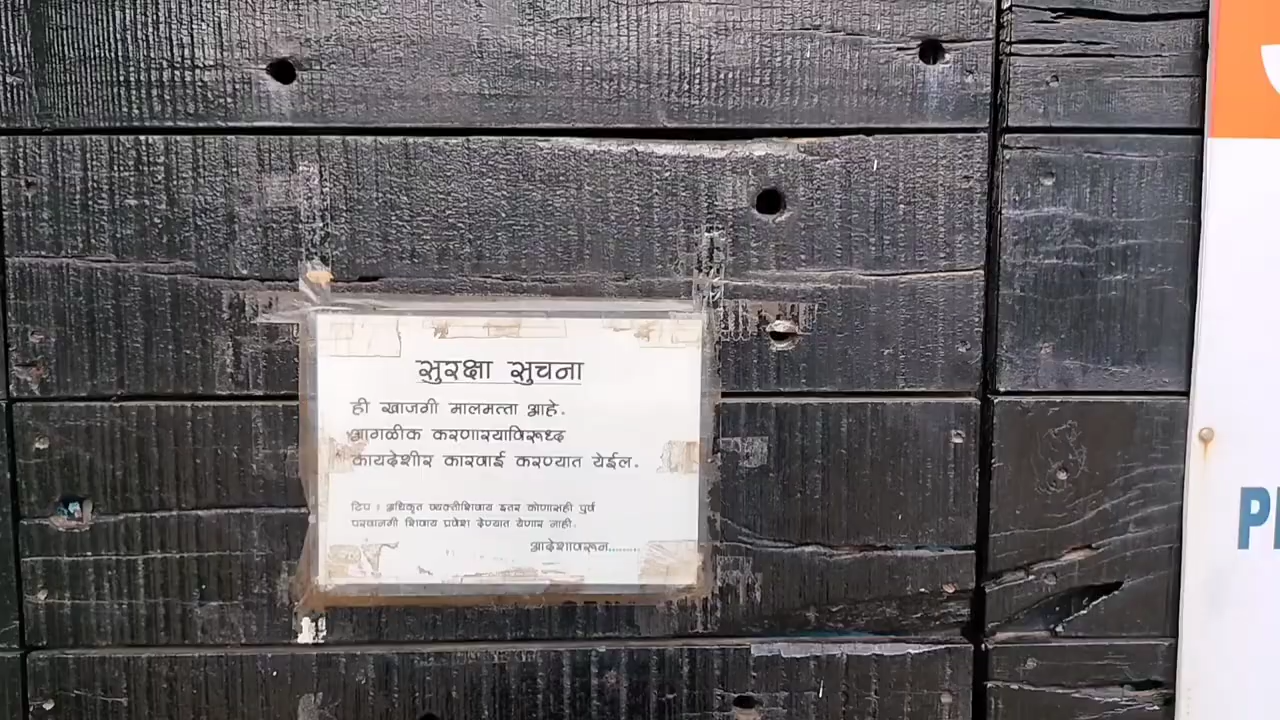 सुरक्षा सुचना
ही खाजगी मालमत्ता आहे.
आगळीक करणाऱ्याविरूध्द
कायदेशीर कारवाई करण्यात येईल.
टिप : अधिकृत व्यक्तीशिवाय इतर कोणासही पुर्व
परवानगी शिवाय प्रवेश देण्यात येणार नाही.
आदेशावरून........